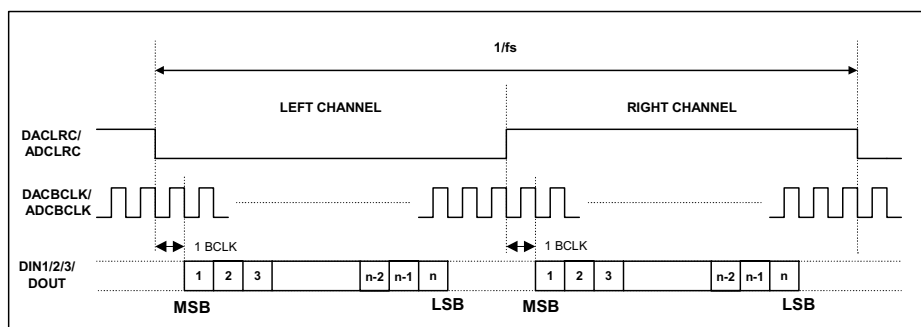 1/fs
LEFT CHANNEL RIGHT CHANNEL
DACLRC/
ADCLRC
DACBCLK/
ADCBCLK
1 BCLK 1 BCLK
DIN1/2/3/
DOUT
1 2 3 n-2 n-1 n 1 2 3 n-2 n-1 n
MSB LSB MSB LSB